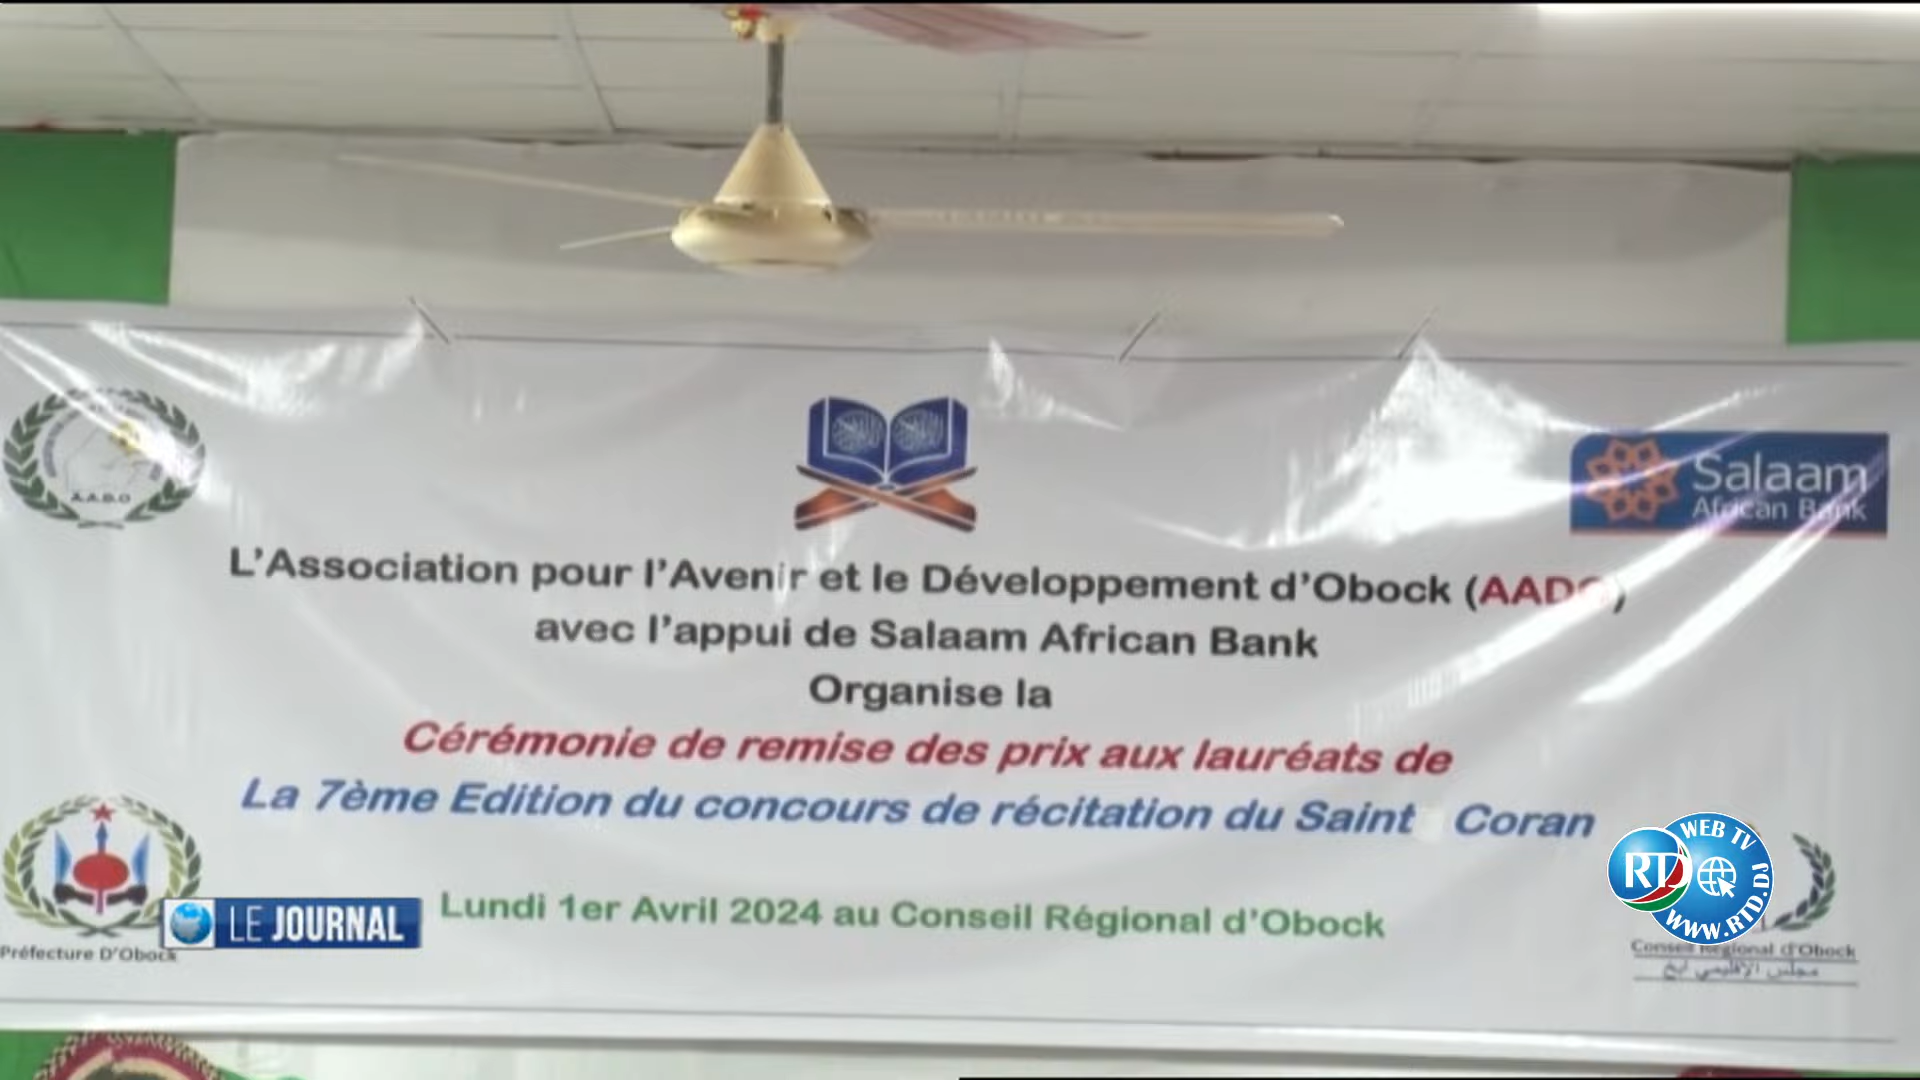 A.A.D.O
Salaam
African Bank
L'Association pour l'Avenir et le Développement d'Obock (AADO)
avec l'appui de Salaam African Bank
Organise la
Cérémonie de remise des prix aux lauréats de
La 7ème Edition du concours de récitation du Saint Coran
Lundi 1er Avril 2024 au Conseil Régional d'Obock
Préfecture D'Obock
LE JOURNAL
RTD
WEB TV
WWW.RTD.DJ
Conseil Régional d'Obock